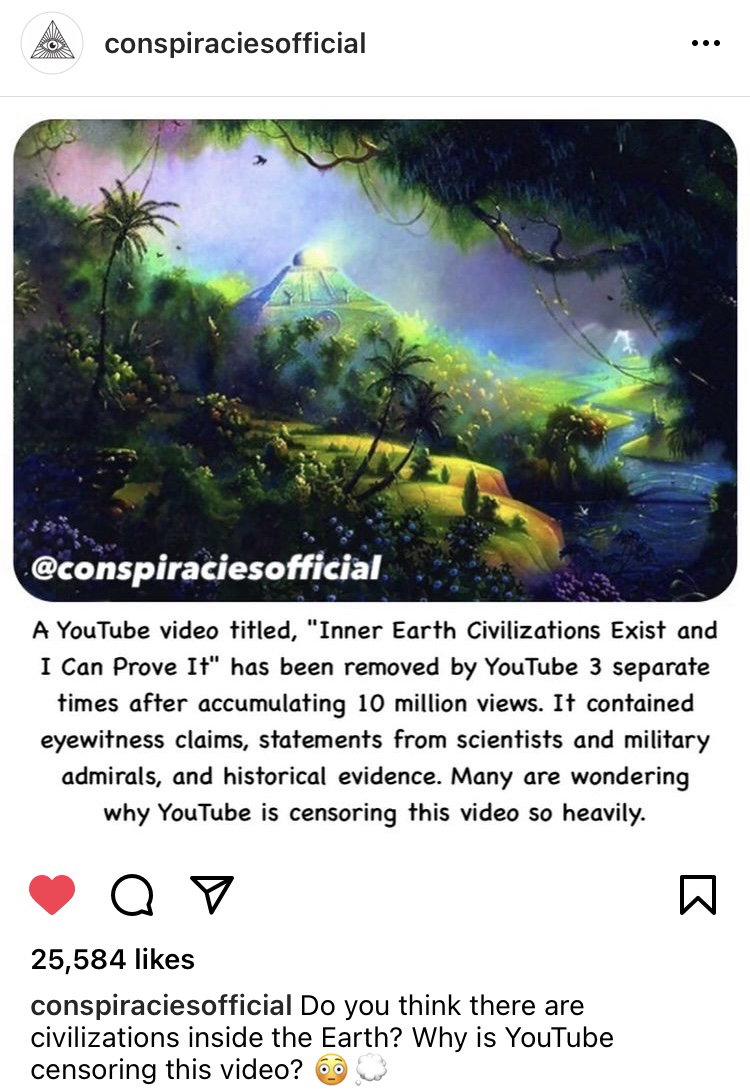 conspiraciesofficial
@conspiraciesofficial
A YouTube video titled, "Inner Earth Civilizations Exist and
I Can Prove It" has been removed by YouTube 3 separate
times after accumulating 10 million views. It contained
eyewitness claims, statements from scientists and military
admirals, and historical evidence. Many are wondering
why YouTube is censoring this video so heavily.
25,584 likes
conspiraciesofficial Do you think there are
civilizations inside the Earth? Why is YouTube
censoring this video? 😳💭